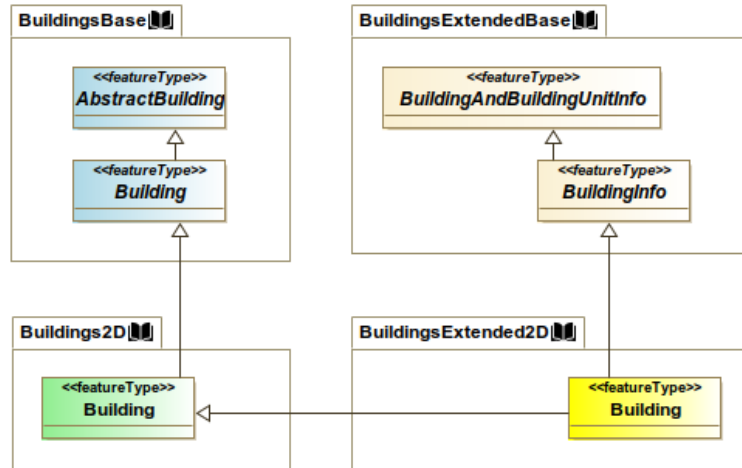 BuildingsBase
BuildingsExtendedBase
<<featureType>>
AbstractBuilding
<<featureType>>
BuildingAndBuildingUnitInfo
<<featureType>>
Building
<<featureType>>
BuildingInfo
Buildings2D
BuildingsExtended2D
<<featureType>>
Building
<<featureType>>
Building